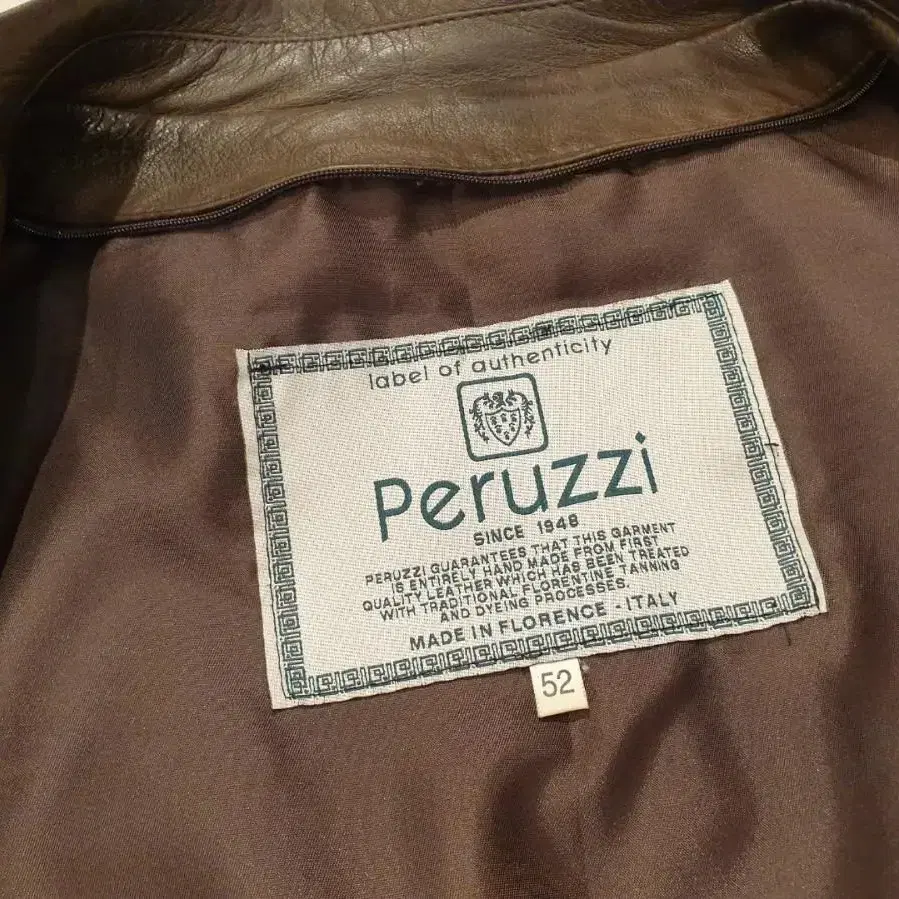 label of authenticity
Peruzzi
SINCE 1948
PERUZZI GUARANTEES THAT THIS GARMENT
IS ENTIRELY HAND MADE FROM FIRST
QUALITY LEATHER WHICH HAS BEEN TREATED
WITH TRADITIONAL FLORENTINE TANNING
AND DYEING PROCESSES.
MADE IN FLORENCE - ITALY
52